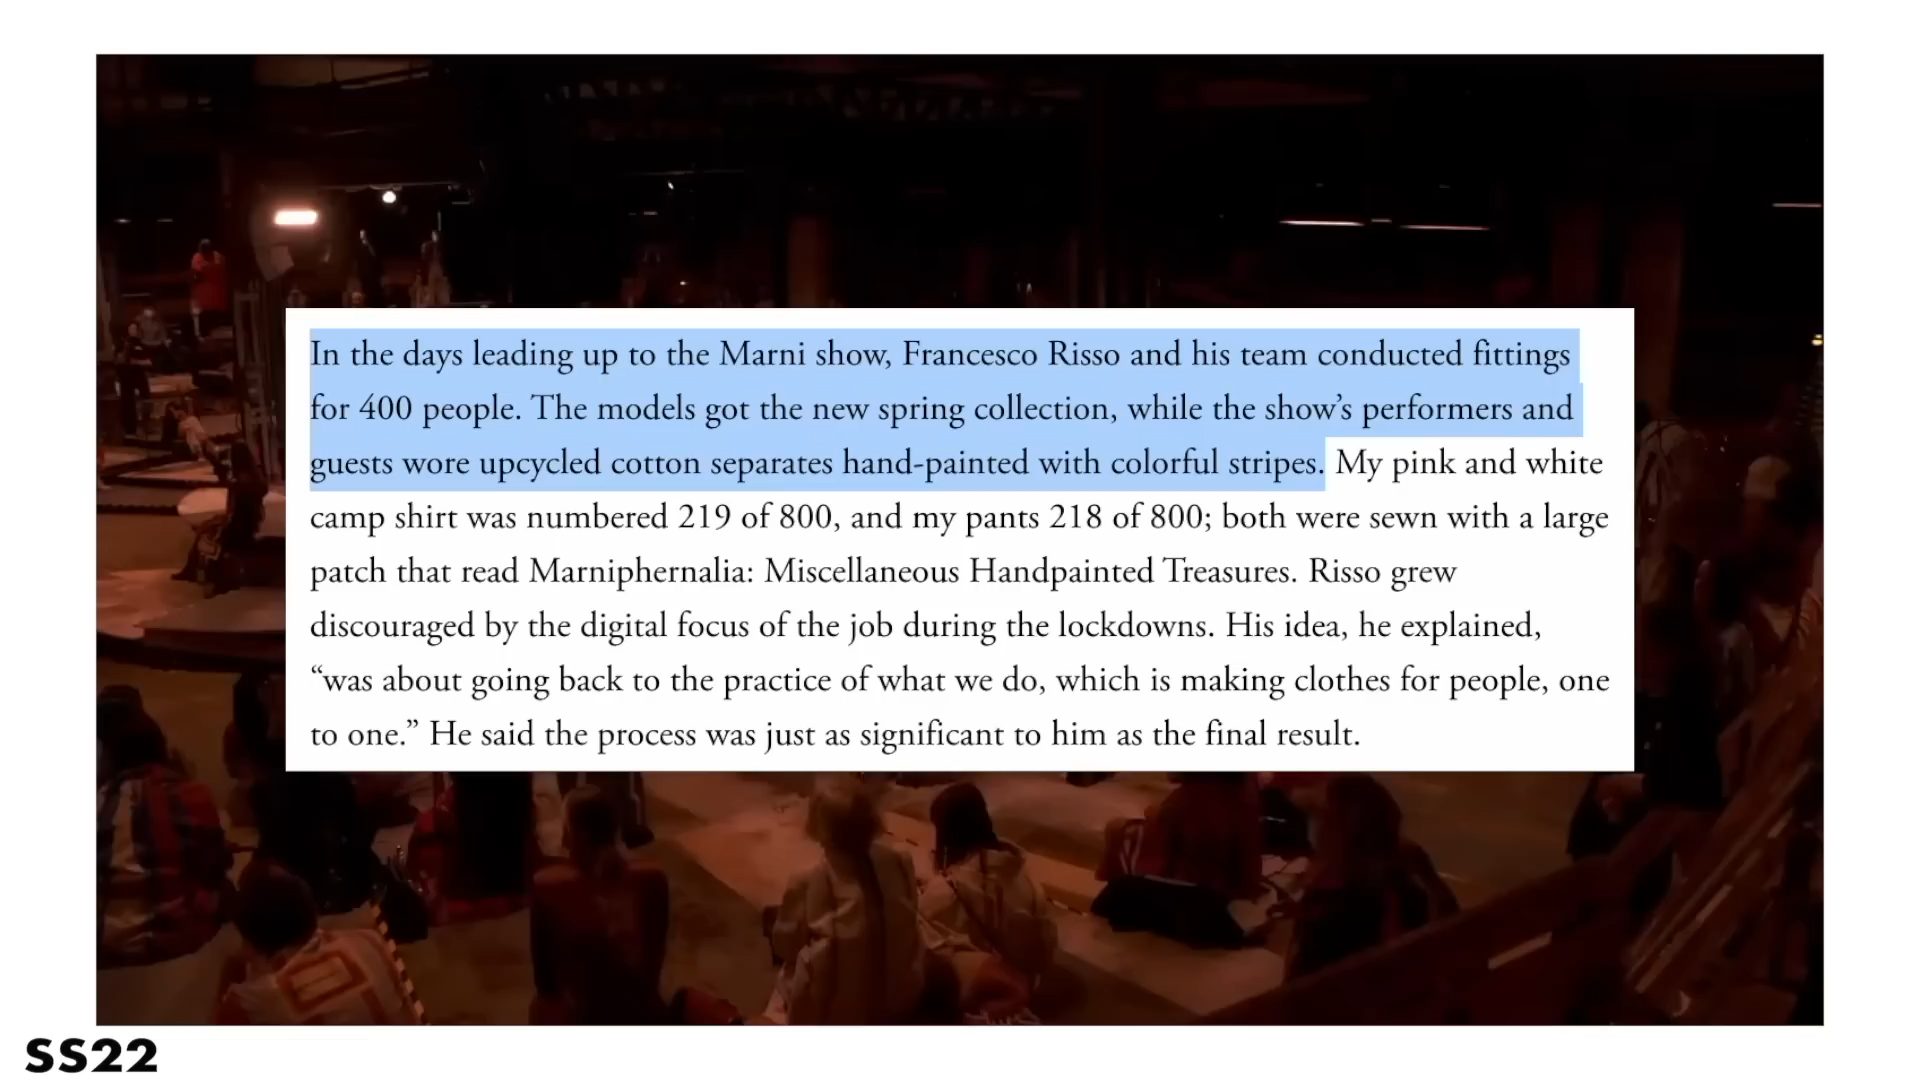 In the days leading up to the Marni show, Francesco Risso and his team conducted fittings
for 400 people. The models got the new spring collection, while the show’s performers and
guests wore upcycled cotton separates hand-painted with colorful stripes. My pink and white
camp shirt was numbered 219 of 800, and my pants 218 of 800; both were sewn with a large
patch that read Marniphernalia: Miscellaneous Handpainted Treasures. Risso grew
discouraged by the digital focus of the job during the lockdowns. His idea, he explained,
“was about going back to the practice of what we do, which is making clothes for people, one
to one.” He said the process was just as significant to him as the final result.
SS22